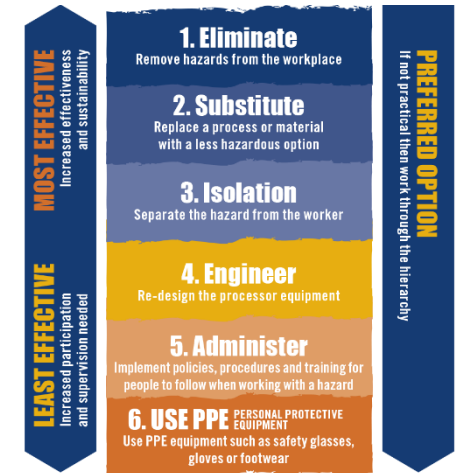 MOST EFFECTIVE
Increased effectiveness
and sustainability
LEAST EFFECTIVE
Increased participation
and supervision needed
1. Eliminate
Remove hazards from the workplace
2. Substitute
Replace a process or material
with a less hazardous option
3. Isolation
Separate the hazard from the worker
4. Engineer
Re-design the processor equipment
5. Administer
Implement policies, procedures and training for
people to follow when working with a hazard
6. USE PPE PERSONAL PROTECTIVE
EQUIPMENT
Use PPE equipment such as safety glasses,
gloves or footwear
PREFERRED OPTION
If not practical then work through the hierarchy